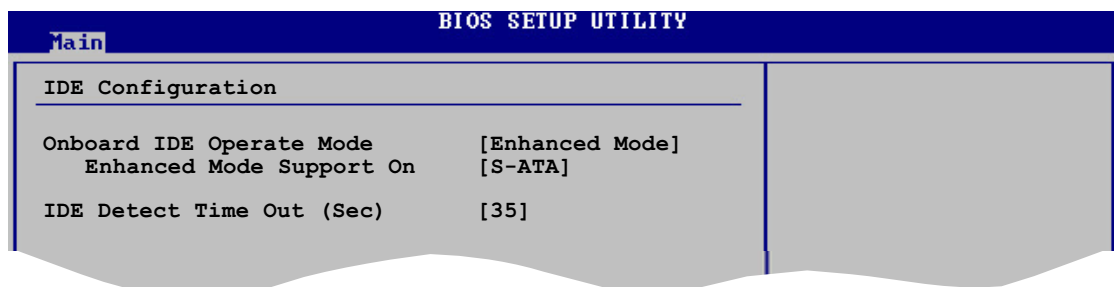 BIOS SETUP UTILITY
Main
IDE Configuration
Onboard IDE Operate Mode [Enhanced Mode]
Enhanced Mode Support On [S-ATA]
IDE Detect Time Out (Sec) [35]